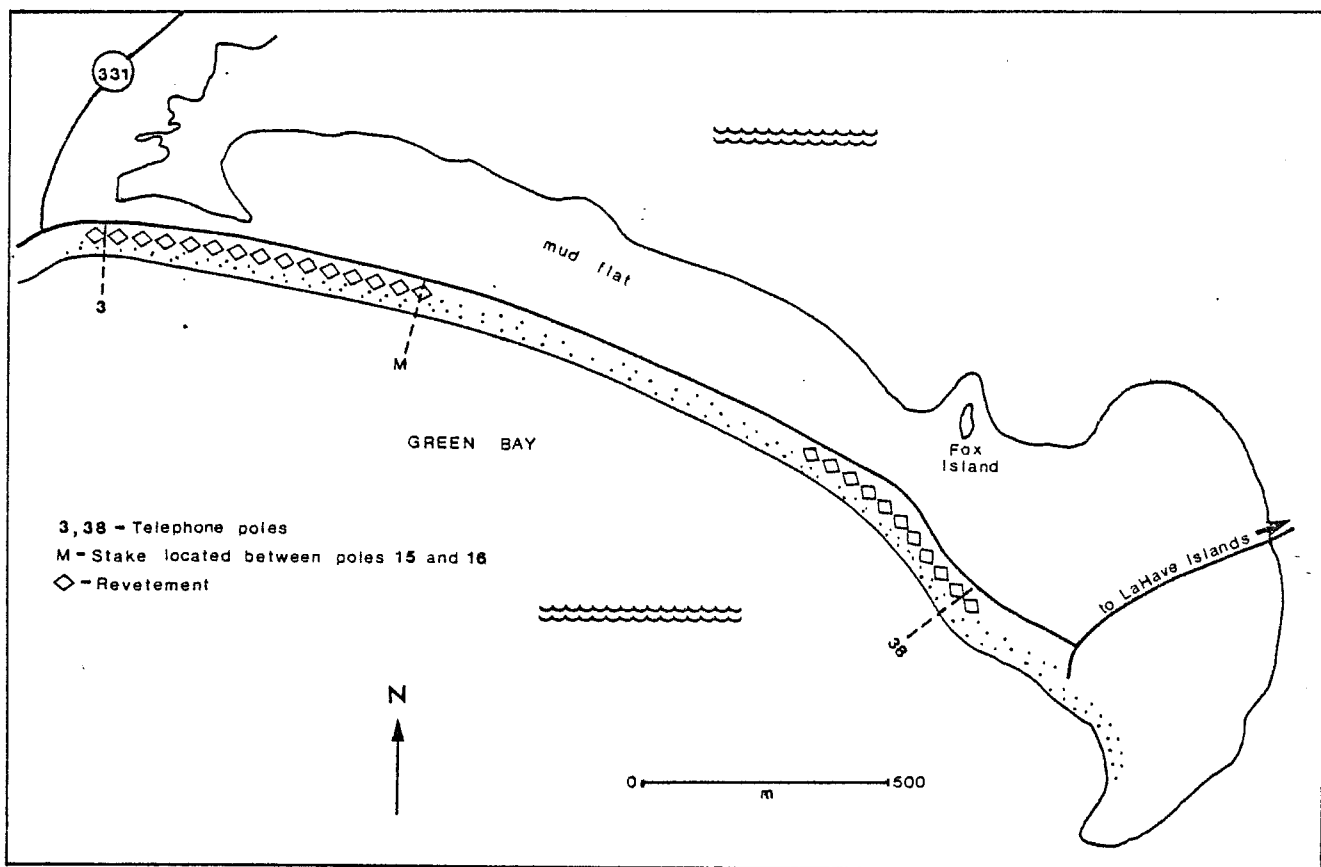 331
mud flat
3
M
GREEN BAY
Fox
Island
3, 38 - Telephone poles
M - Stake located between poles 15 and 16
◇ - Revetement
to LaHave Islands
38
N
0 500
m